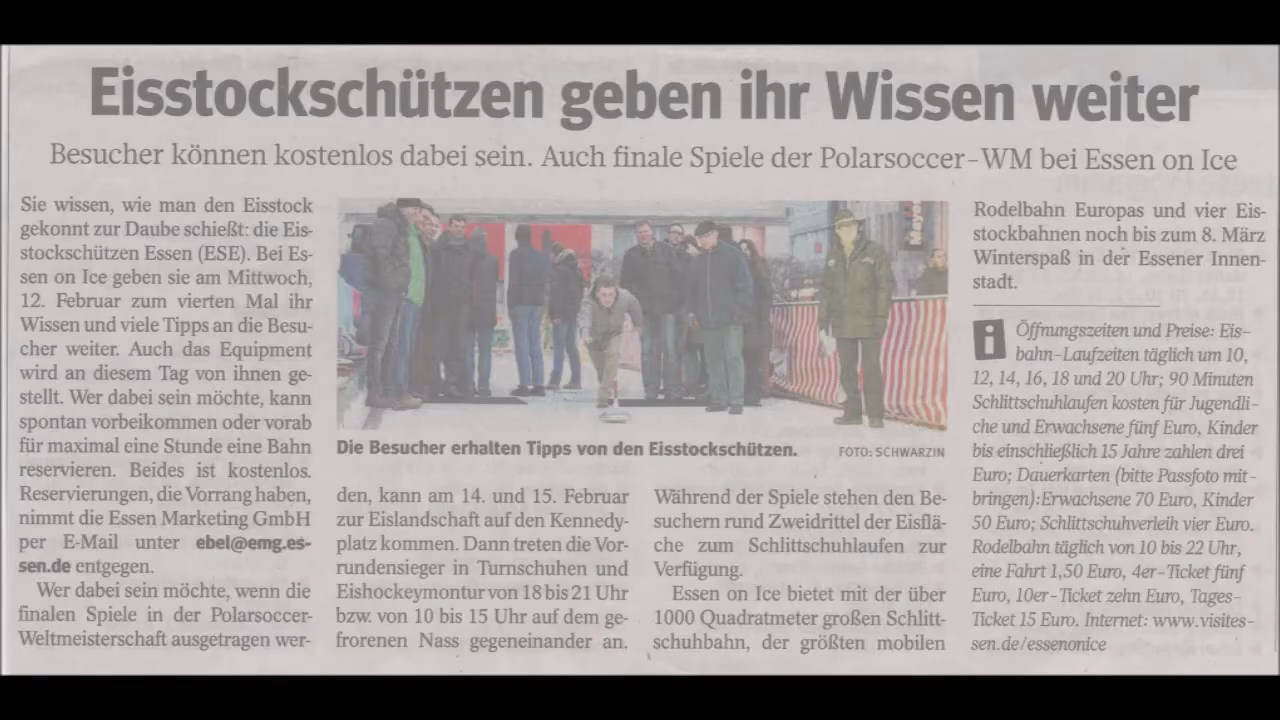 Eisstockschützen geben ihr Wissen weiter
Besucher können kostenlos dabei sein. Auch finale Spiele der Polarsoccer-WM bei Essen on Ice
Sie wissen, wie man den Eisstock
gekonnt zur Daube schießt: die Eis-
stockschützen Essen (ESE). Bei Es-
sen on Ice geben sie am Mittwoch,
12. Februar zum vierten Mal ihr
Wissen und viele Tipps an die Besu-
cher weiter. Auch das Equipment
wird an diesem Tag von ihnen ge-
stellt. Wer dabei sein möchte, kann
spontan vorbeikommen oder vorab
für maximal eine Stunde eine Bahn
reservieren. Beides ist kostenlos.
Reservierungen, die Vorrang haben,
nimmt die Essen Marketing GmbH
per E-Mail unter ebel@emg.es-
sen.de entgegen.
Wer dabei sein möchte, wenn die
finalen Spiele in der Polarsoccer-
Weltmeisterschaft ausgetragen wer-
Die Besucher erhalten Tipps von den Eisstockschützen.
FOTO: SCHWARZIN
den, kann am 14. und 15. Februar
zur Eislandschaft auf den Kennedy-
platz kommen. Dann treten die Vor-
rundensieger in Turnschuhen und
Eishockeymontur von 18 bis 21 Uhr
bzw. von 10 bis 15 Uhr auf dem ge-
frorenen Nass gegeneinander an.
Während der Spiele stehen den Be-
suchern rund Zweidrittel der Eisflä-
che zum Schlittschuhlaufen zur
Verfügung.
Essen on Ice bietet mit der über
1000 Quadratmeter großen Schlitt-
schuhbahn, der größten mobilen
Rodelbahn Europas und vier Eis-
stockbahnen noch bis zum 8. März
Winterspaß in der Essener Innen-
stadt.
i Öffnungszeiten und Preise: Eis-
bahn-Laufzeiten täglich um 10,
12, 14, 16, 18 und 20 Uhr; 90 Minuten
Schlittschuhlaufen kosten für Jugendli-
che und Erwachsene fünf Euro, Kinder
bis einschließlich 15 Jahre zahlen drei
Euro; Dauerkarten (bitte Passfoto mit-
bringen):Erwachsene 70 Euro, Kinder
50 Euro; Schlittschuhverleih vier Euro.
Rodelbahn täglich von 10 bis 22 Uhr,
eine Fahrt 1,50 Euro, 4er-Ticket fünf
Euro, 10er-Ticket zehn Euro, Tages-
Ticket 15 Euro. Internet: www.visites-
sen.de/essenonice